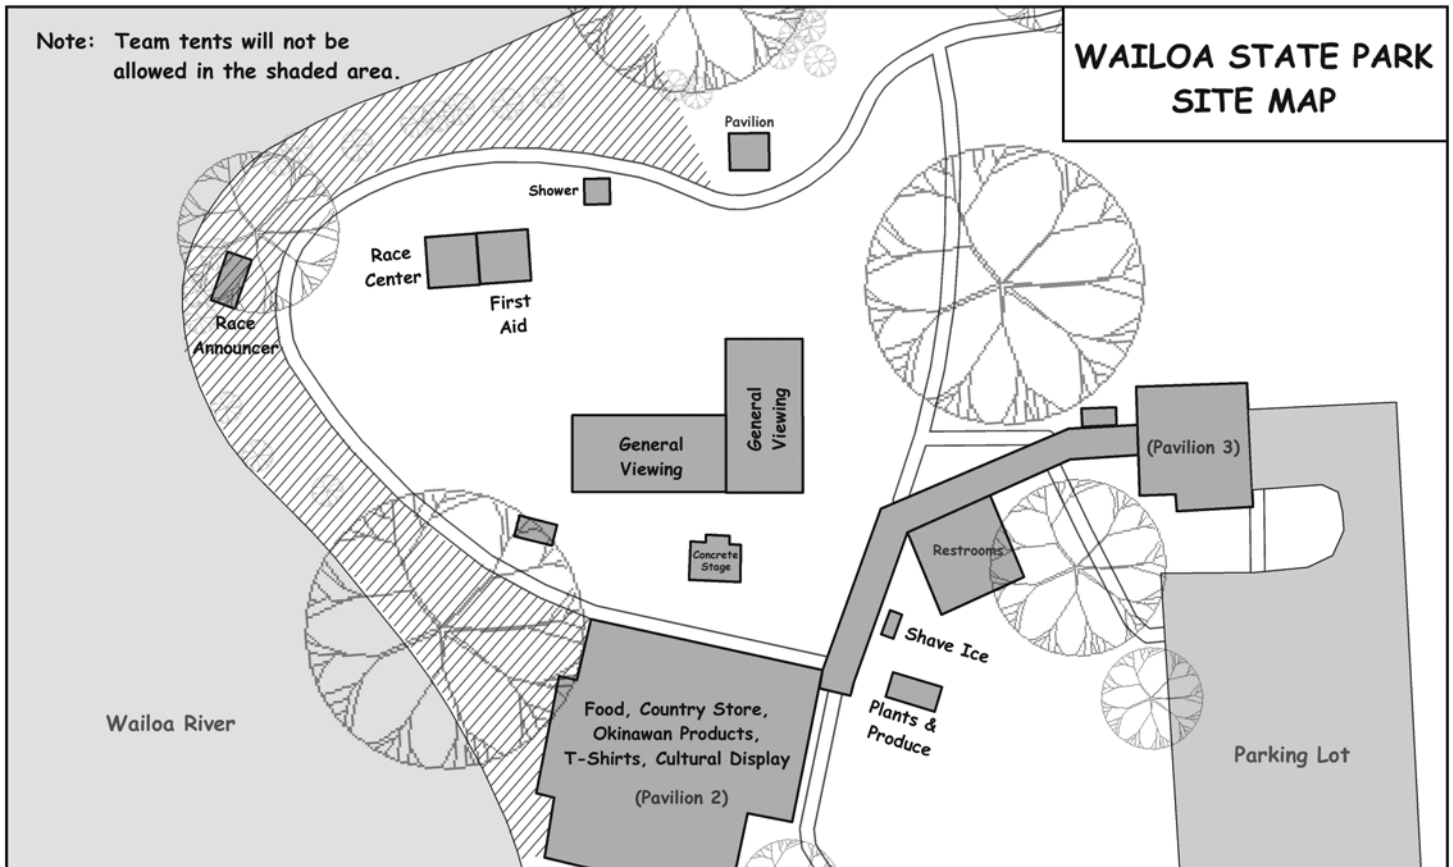 Note: Team tents will not be
allowed in the shaded area.
WAILOA STATE PARK
SITE MAP
Pavilion
Shower
Race
Center
First
Aid
Race
Announcer
General
Viewing
General
Viewing
(Pavilion 3)
Concrete
Stage
Restrooms
Shave Ice
Plants &
Produce
Wailoa River
Food, Country Store,
Okinawan Products,
T-Shirts, Cultural Display
(Pavilion 2)
Parking Lot